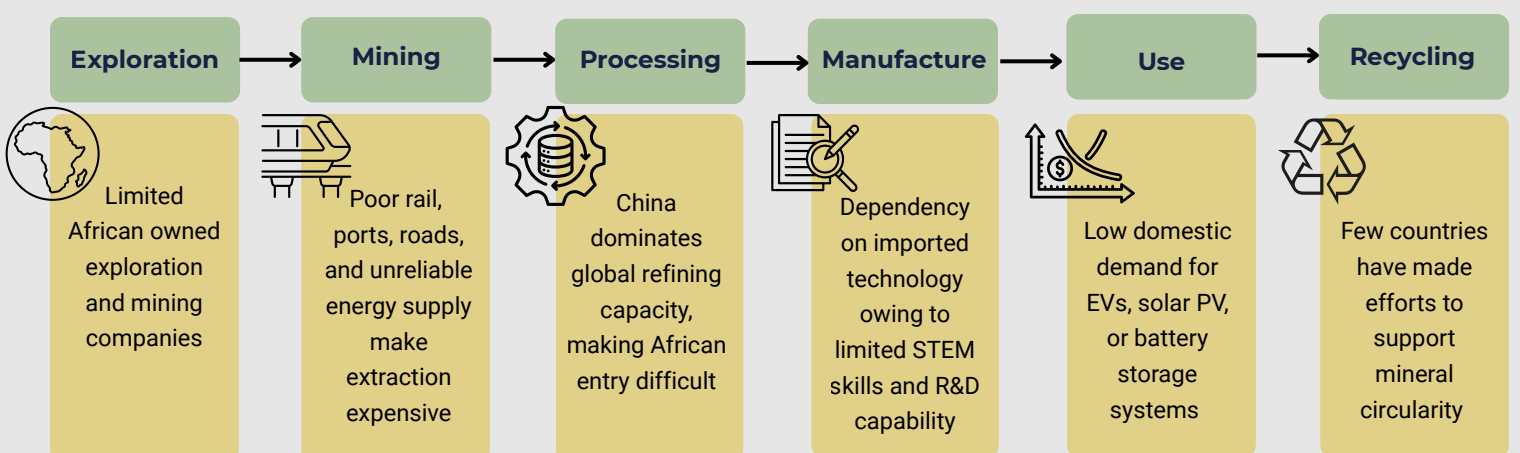 Exploration
Mining
Processing
Manufacture
Use
Recycling
Limited
African owned
exploration
and mining
companies
Poor rail,
ports, roads,
and unreliable
energy supply
make
extraction
expensive
China
dominates
global refining
capacity,
making African
entry difficult
Dependency
on imported
technology
owing to
limited STEM
skills and R&D
capability
$
Low domestic
demand for
EVs, solar PV,
or battery
storage
systems
Few countries
have made
efforts to
support
mineral
circularity